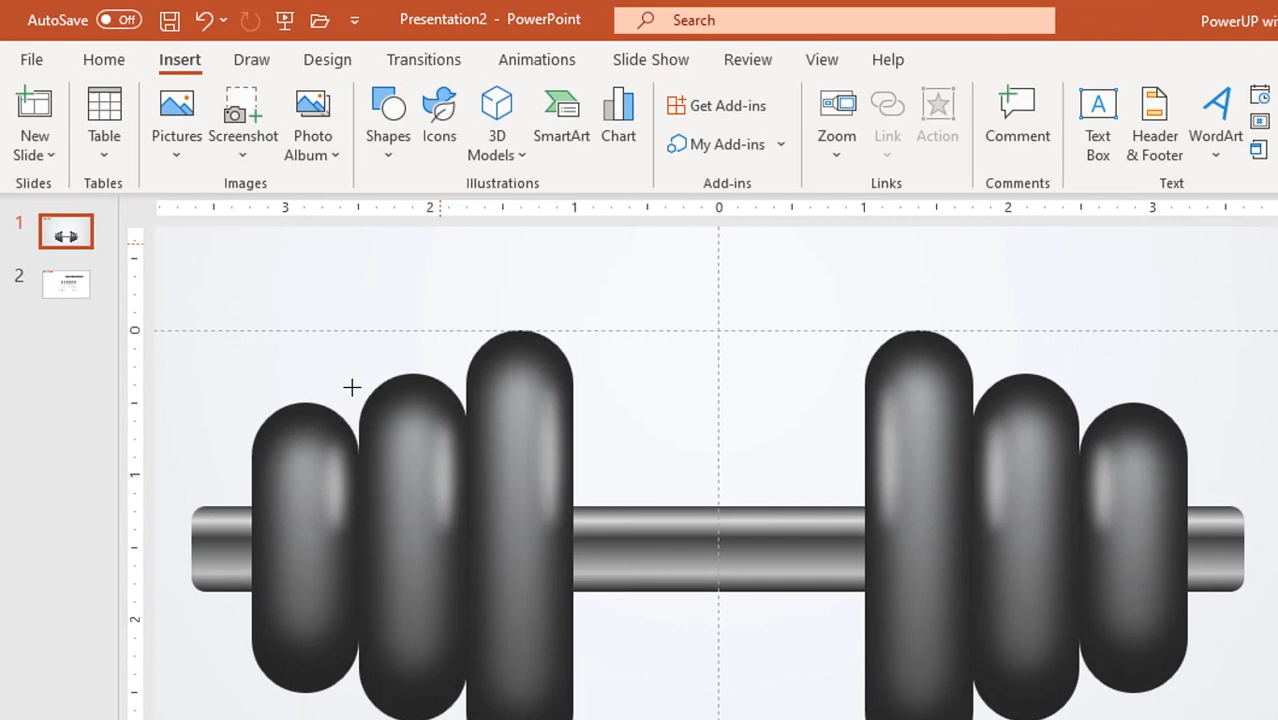 AutoSave Off Presentation2 - PowerPoint Search PowerUP wi
File Home Insert Draw Design Transitions Animations Slide Show Review View Help
New Slide Table Pictures Screenshot Photo Album Shapes Icons 3D Models SmartArt Chart Get Add-ins My Add-ins Zoom Link Action Comment Text Box Header & Footer WordArt
Slides Tables Images Illustrations Add-ins Links Comments Text
1 3 2 1 0 1 2 3
2
0
1
2